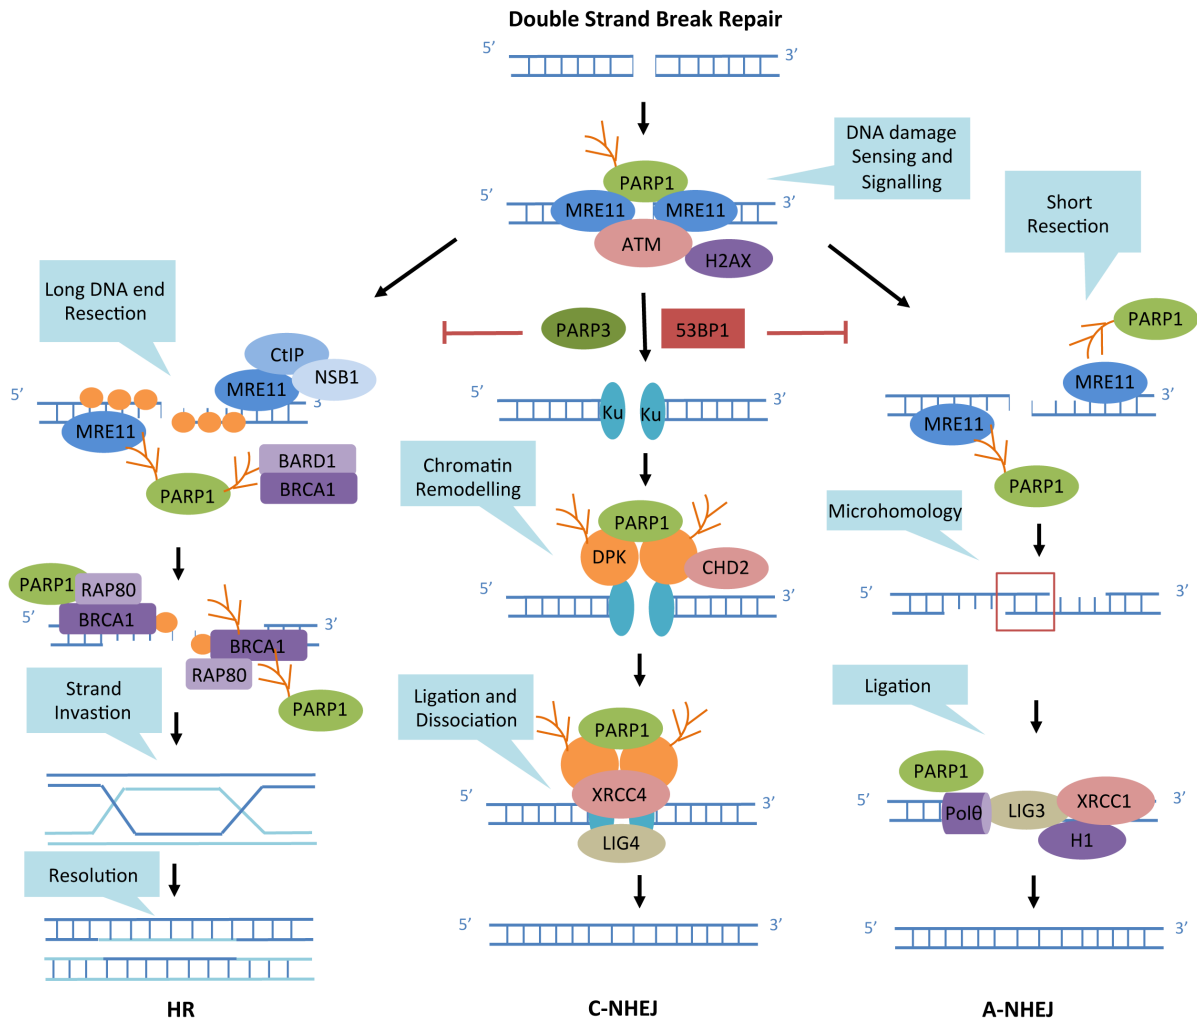 Double Strand Break Repair
5′
3′
DNA damage
Sensing and
Signalling
PARP1
5′
3′
MRE11
MRE11
ATM
H2AX
Short
Resection
Long DNA end
Resection
PARP3
53BP1
PARP1
CtIP
NSB1
MRE11
5′
3′
MRE11
BARD1
BRCA1
PARP1
5′
3′
Ku
Ku
MRE11
5′
3′
MRE11
PARP1
Chromatin
Remodelling
PARP1
DPK
CHD2
5′
3′
Microhomology
5′
3′
PARP1
RAP80
BRCA1
5′
3′
BRCA1
RAP80
PARP1
Strand
Invastion
Ligation and
Dissociation
PARP1
XRCC4
5′
3′
LIG4
Ligation
PARP1
5′
3′
Polθ
LIG3
XRCC1
H1
Resolution
5′
3′
5′
3′
HR
C-NHEJ
A-NHEJ